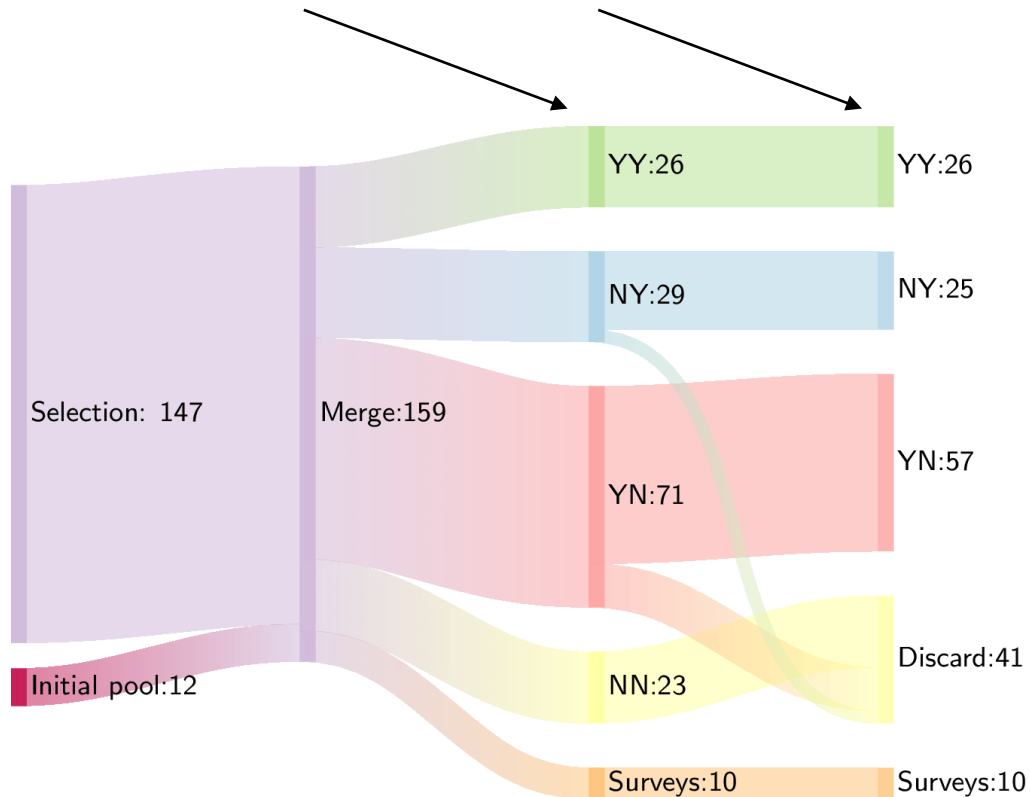 YY:26
YY:26
NY:29
NY:25
Selection: 147
Merge:159
YN:71
YN:57
Initial pool:12
NN:23
Discard:41
Surveys:10
Surveys:10